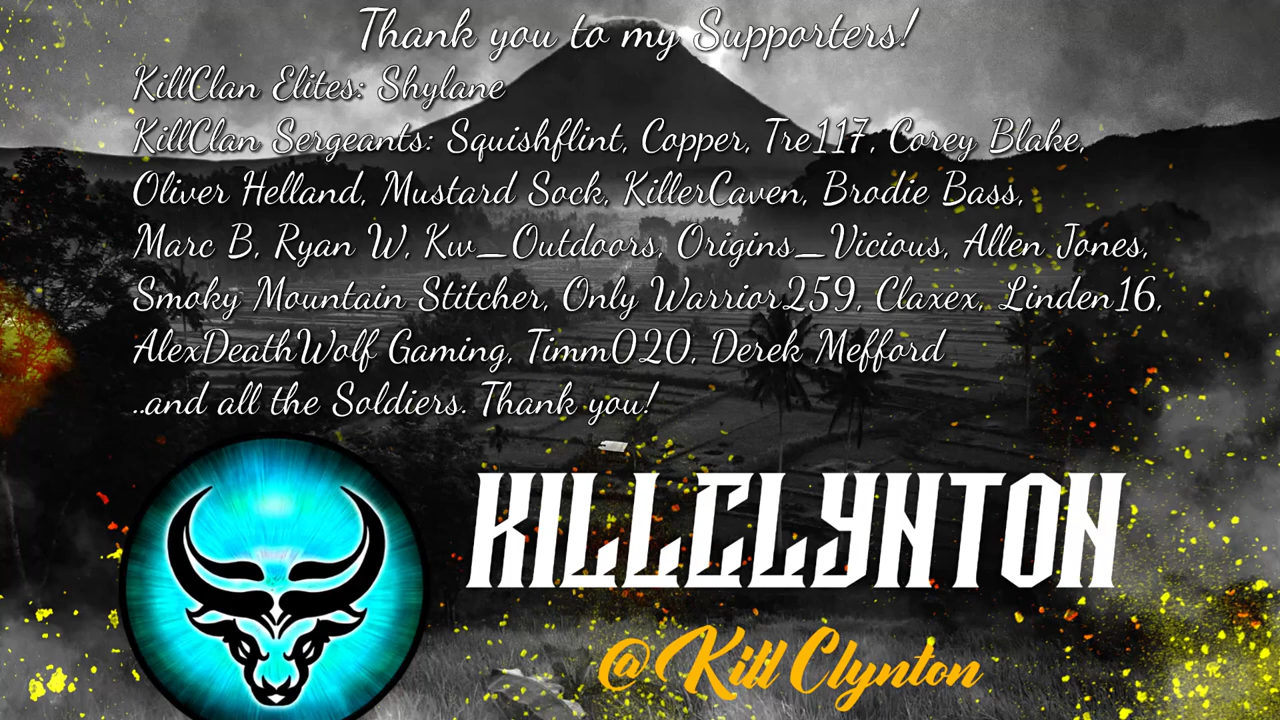 Thank you to my Supporters!
KillClan Elites: Shylane
KillClan Sergeants: Squishflint, Copper, Tre117, Corey Blake,
Oliver Helland, Mustard Sock, KillerCaven, Brodie Bass,
Marc B, Ryan W, Kw_Outdoors, Origins_Vicious, Allen Jones,
Smoky Mountain Stitcher, Only Warrior259, Claxex, Linden16,
AlexDeathWolf Gaming, Timm020, Derek Mefford
..and all the Soldiers. Thank you!
KILLCLYNTON
@KillClynton